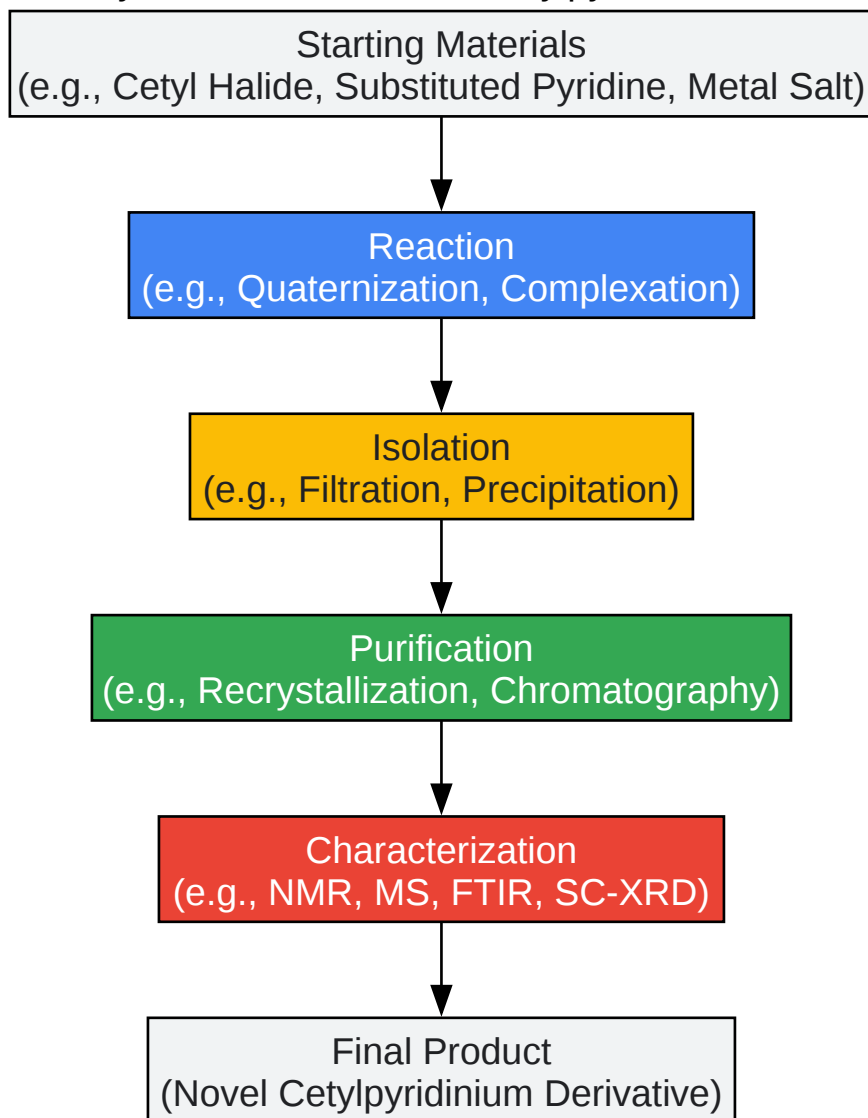 Starting Materials
(e.g., Cetyl Halide, Substituted Pyridine, Metal Salt)
Reaction
(e.g., Quaternization, Complexation)
Isolation
(e.g., Filtration, Precipitation)
Purification
(e.g., Recrystallization, Chromatography)
Characterization
(e.g., NMR, MS, FTIR, SC-XRD)
Final Product
(Novel Cetylpyridinium Derivative)